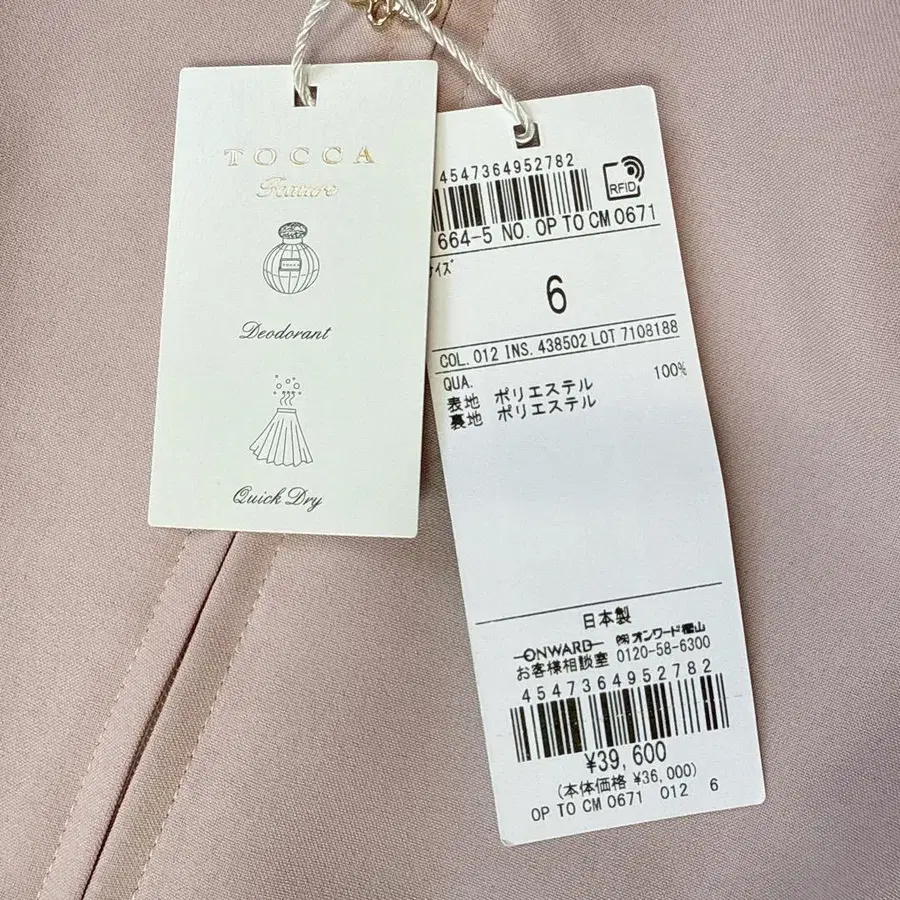 TOCCA
Feature
TOCCA
Deodorant
Quick Dry
4547364952782
RFID
664-5 NO. OP TO CM 0671
サイズ
6
COL. 012 INS. 438502 LOT 7108188
QUA.
表地 ポリエステル 100%
裏地 ポリエステル
日本製
ONWARD ㈱オンワード樫山
お客様相談室 0120-58-6300
4547364952782
¥39,600
(本体価格 ¥36,000)
OP TO CM 0671 012 6